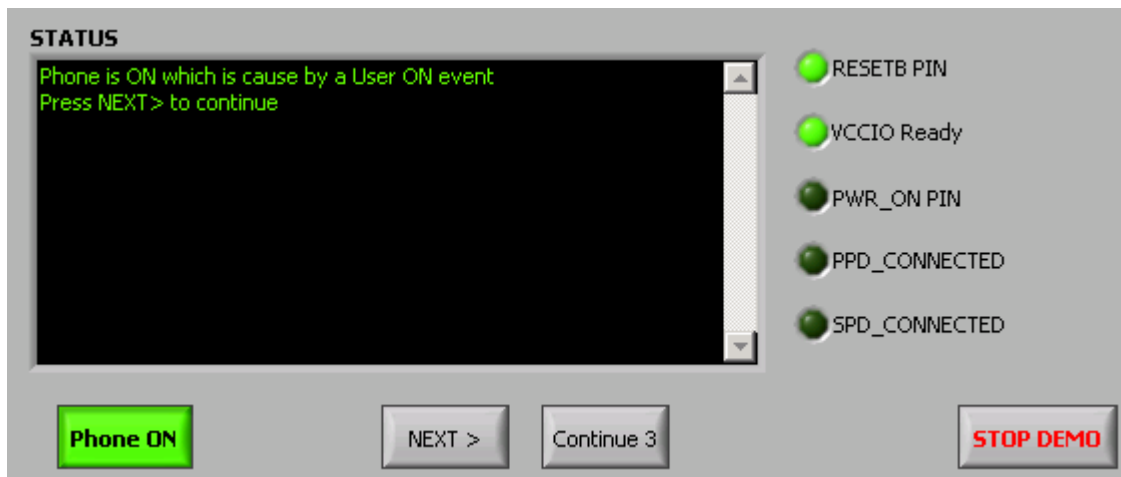 STATUS
Phone is ON which is cause by a User ON event
Press NEXT> to continue
RESETB PIN
VCCIO Ready
PWR_ON PIN
PPD_CONNECTED
SPD_CONNECTED
Phone ON
NEXT >
Continue 3
STOP DEMO